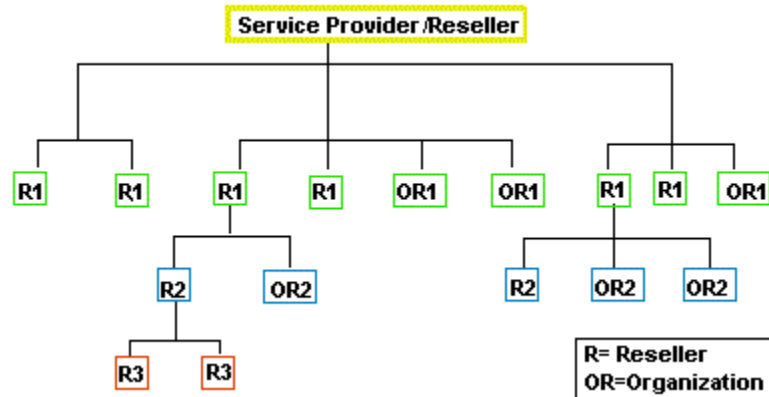 Service Provider/Reseller
R1 R1 R1 R1 OR1 OR1 R1 R1 OR1
R2 OR2 R2 OR2 OR2
R3 R3
R= Reseller
OR=Organization